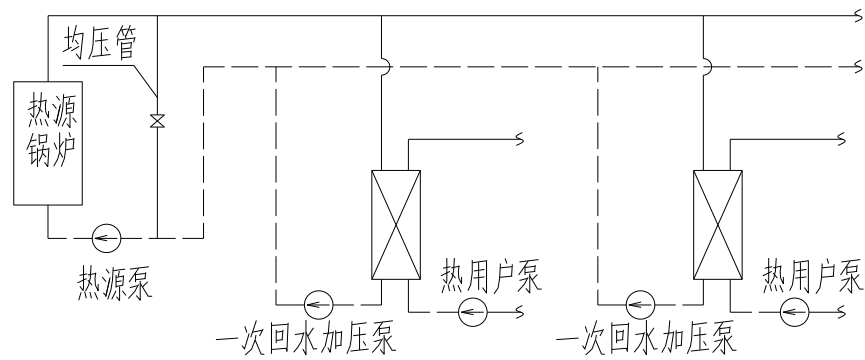 均压管
热源
锅炉
热源泵
热用户泵
一次回水加压泵
热用户泵
一次回水加压泵